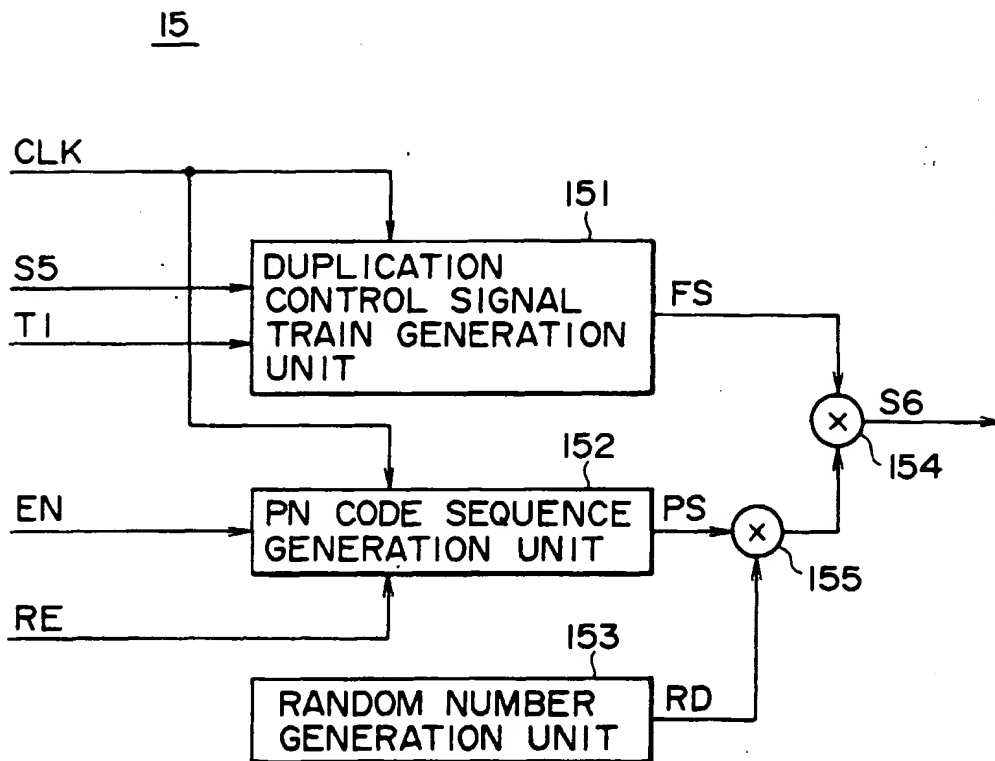 15
CLK
151
S5
T1
DUPLICATION
CONTROL SIGNAL
TRAIN GENERATION
UNIT
FS
S6
154
152
EN
PN CODE SEQUENCE
GENERATION UNIT
PS
155
RE
153
RANDOM NUMBER
GENERATION UNIT
RD